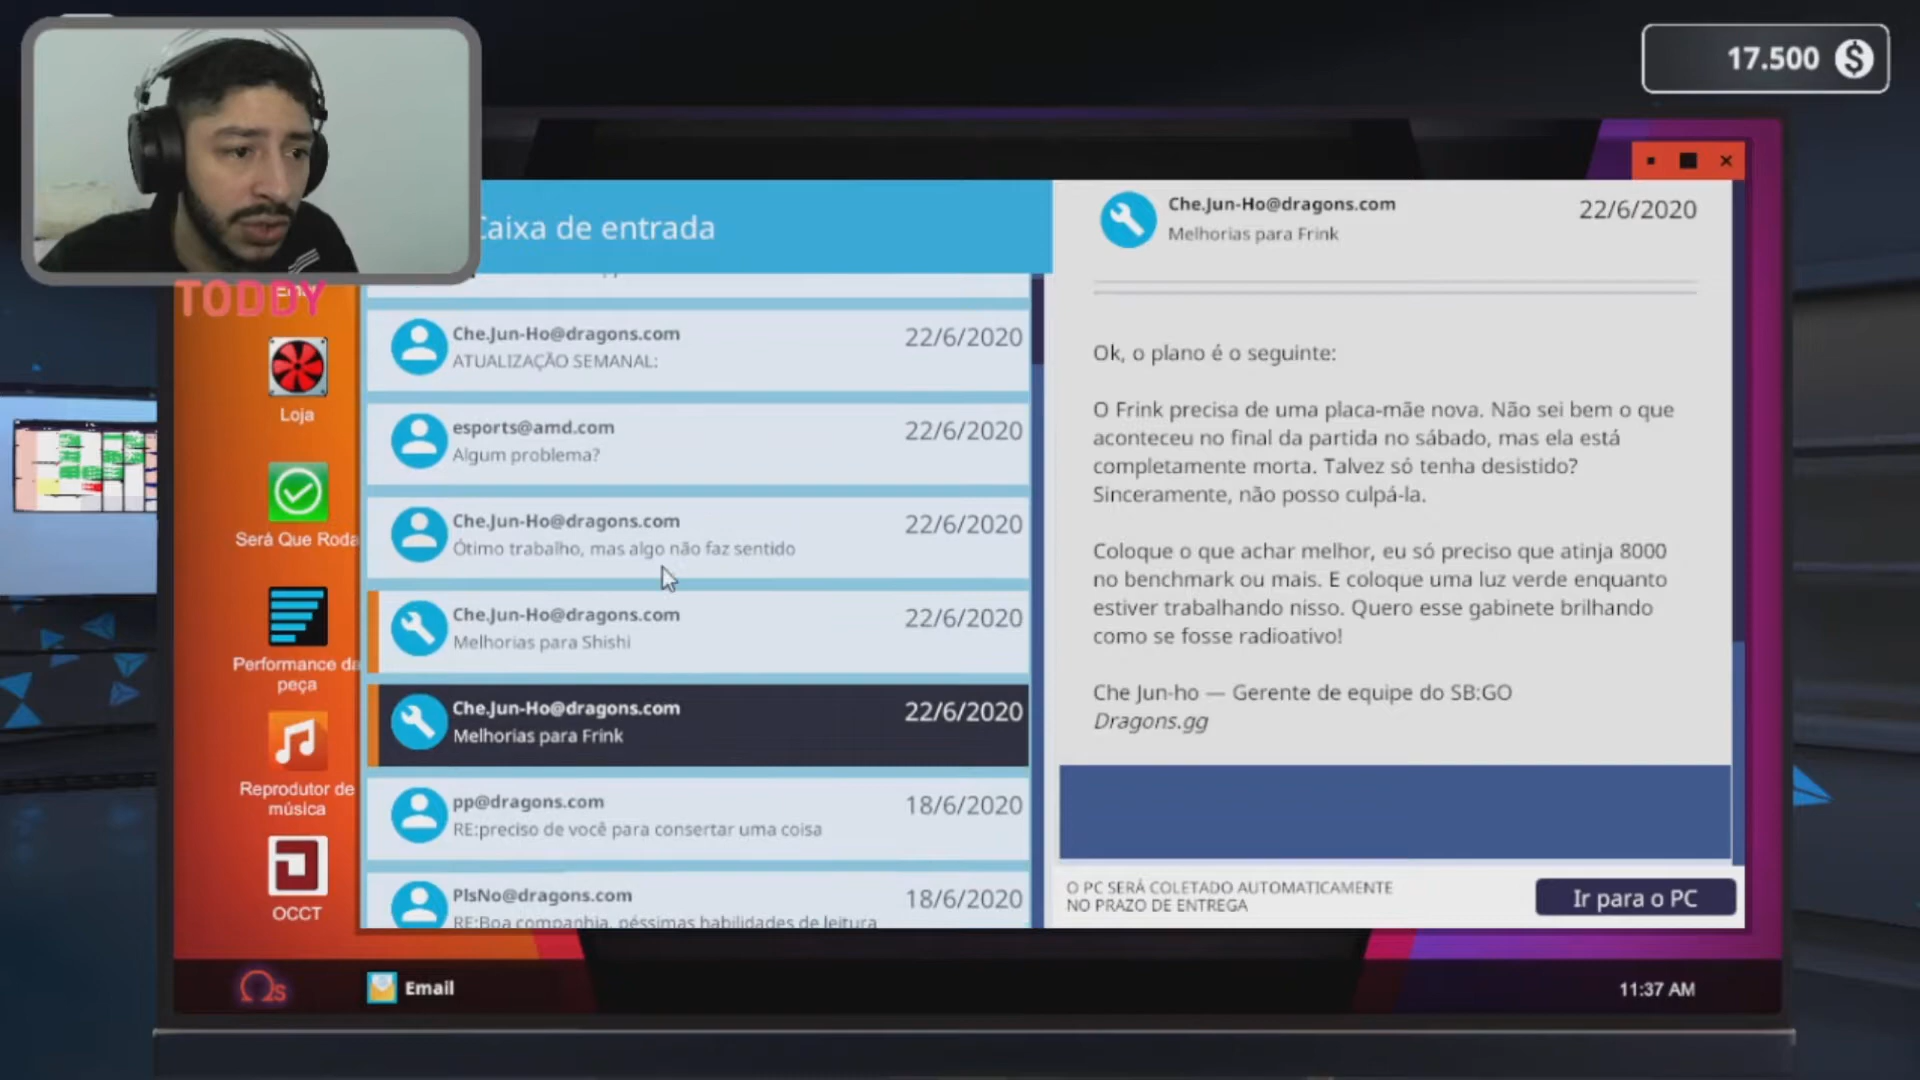 17.500 $
TODDY
Loja
Será Que Roda
Performance da
peça
Reprodutor de
música
OCCT
Caixa de entrada
Che.Jun-Ho@dragons.com
22/6/2020
ATUALIZAÇÃO SEMANAL:
esports@amd.com
22/6/2020
Algum problema?
Che.Jun-Ho@dragons.com
22/6/2020
Ótimo trabalho, mas algo não faz sentido
Che.Jun-Ho@dragons.com
22/6/2020
Melhorias para Shishi
Che.Jun-Ho@dragons.com
22/6/2020
Melhorias para Frink
pp@dragons.com
18/6/2020
RE:preciso de você para consertar uma coisa
PlsNo@dragons.com
18/6/2020
RE:Boa companhia, péssimas habilidades de leitura
Che.Jun-Ho@dragons.com
22/6/2020
Melhorias para Frink
Ok, o plano é o seguinte:
O Frink precisa de uma placa-mãe nova. Não sei bem o que
aconteceu no final da partida no sábado, mas ela está
completamente morta. Talvez só tenha desistido?
Sinceramente, não posso culpá-la.
Coloque o que achar melhor, eu só preciso que atinja 8000
no benchmark ou mais. E coloque uma luz verde enquanto
estiver trabalhando nisso. Quero esse gabinete brilhando
como se fosse radioativo!
Che Jun-ho — Gerente de equipe do SB:GO
Dragons.gg
O PC SERÁ COLETADO AUTOMATICAMENTE
NO PRAZO DE ENTREGA
Ir para o PC
Email
11:37 AM